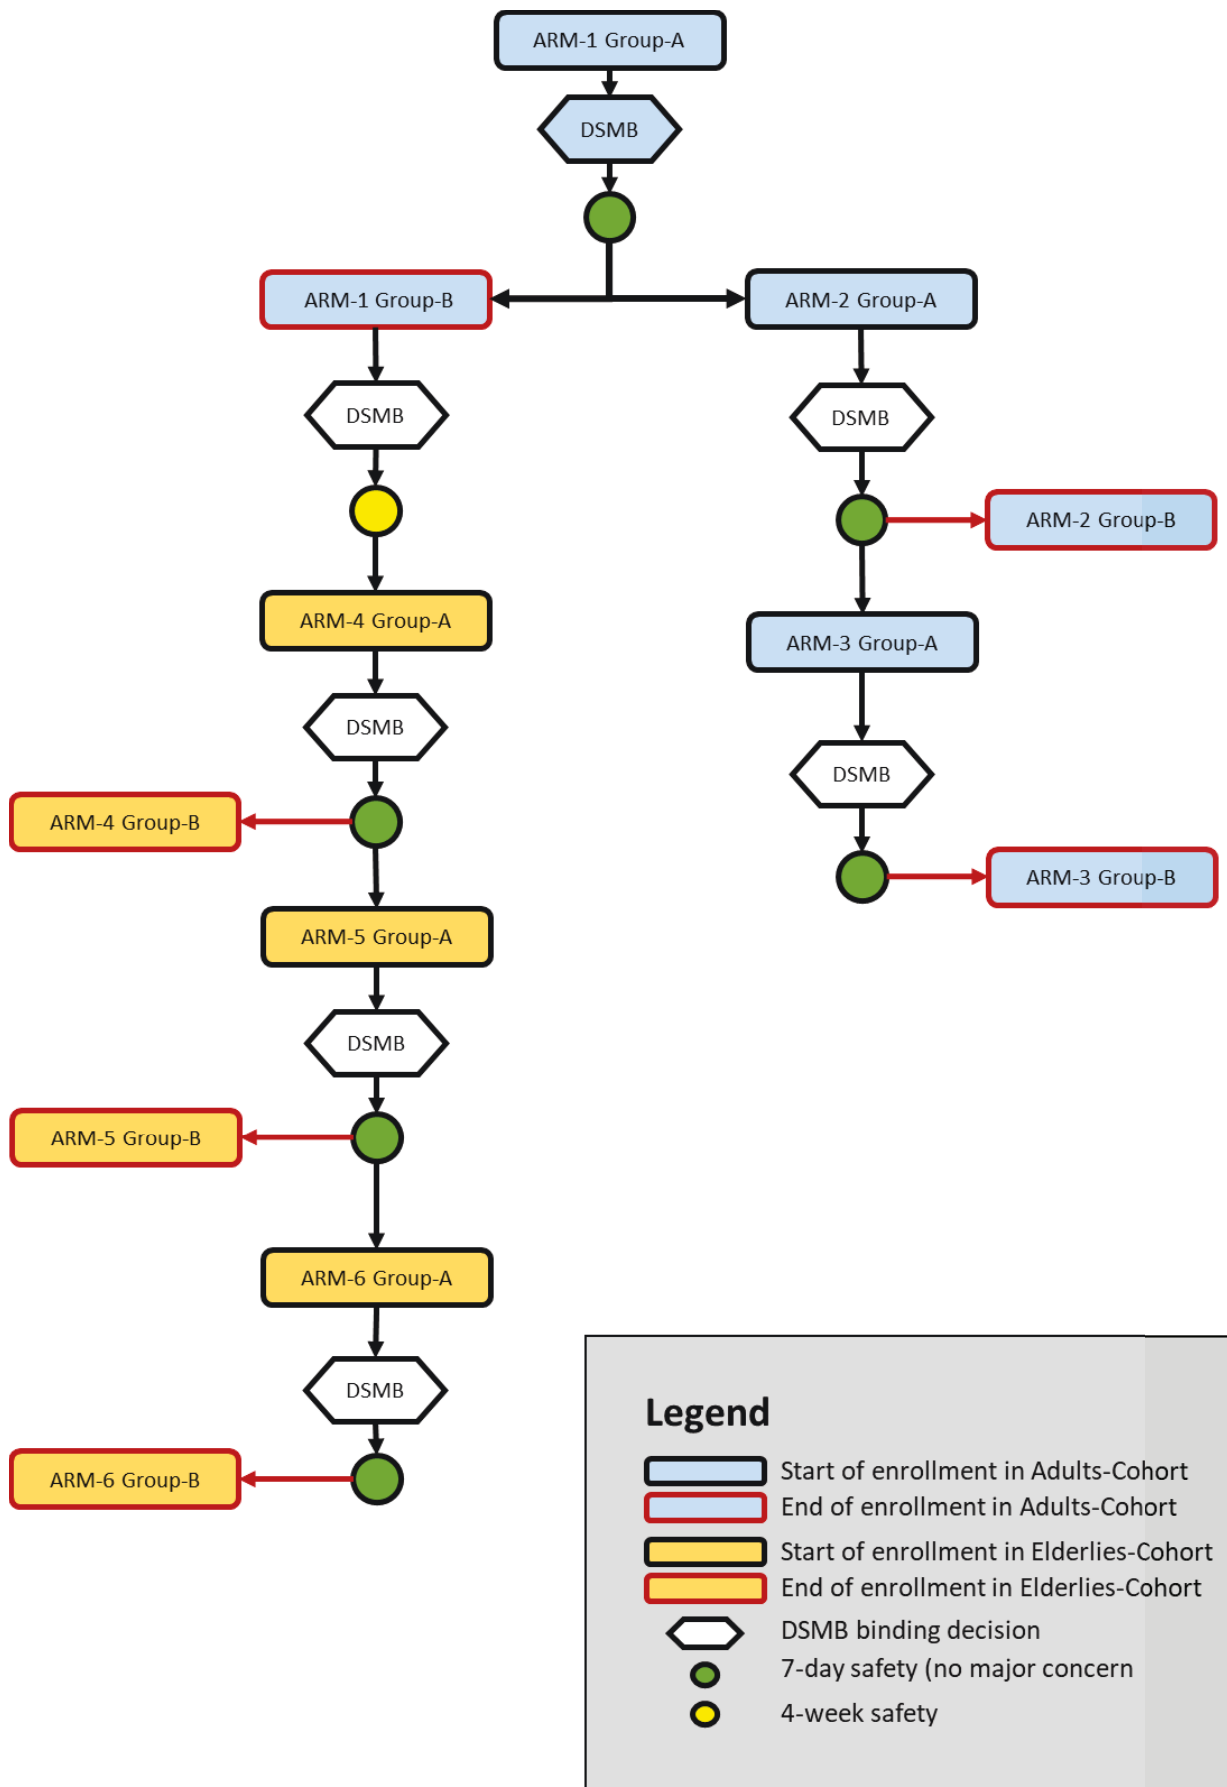 ARM-1 Group-A
DSMB
ARM-1 Group-B
ARM-2 Group-A
DSMB
DSMB
ARM-2 Group-B
ARM-4 Group-A
ARM-3 Group-A
DSMB
DSMB
ARM-4 Group-B
ARM-3 Group-B
ARM-5 Group-A
DSMB
ARM-5 Group-B
ARM-6 Group-A
DSMB
ARM-6 Group-B
Legend
Start of enrollment in Adults-Cohort
End of enrollment in Adults-Cohort
Start of enrollment in Elderlies-Cohort
End of enrollment in Elderlies-Cohort
DSMB binding decision
7-day safety (no major concern
4-week safety